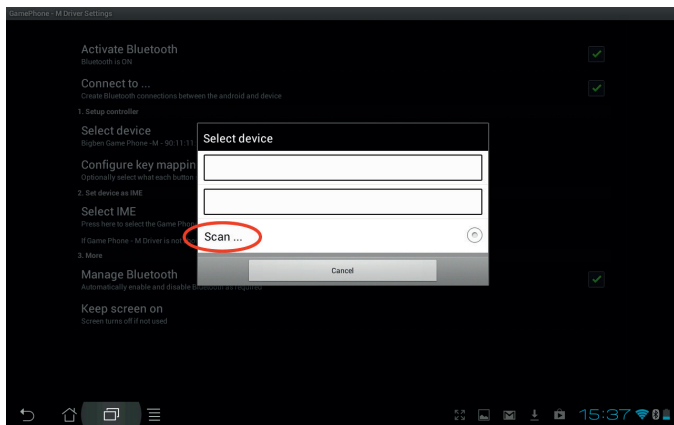 GamePhone - M Driver Settings
Activate Bluetooth
Bluetooth is ON
Connect to ...
Create Bluetooth connections between the android and device
1. Setup controller
Select device
Bigben Game Phone -M - 90:11:11
Configure key mappin
Optionally select what each button
2. Set device as IME
Select IME
Press here to select the Game Phon
If Game Phone - M Driver is not
3. More
Manage Bluetooth
Automatically enable and disable Bluetooth as required
Keep screen on
Screen turns off if not used
Select device
Scan ...
Cancel
15:37